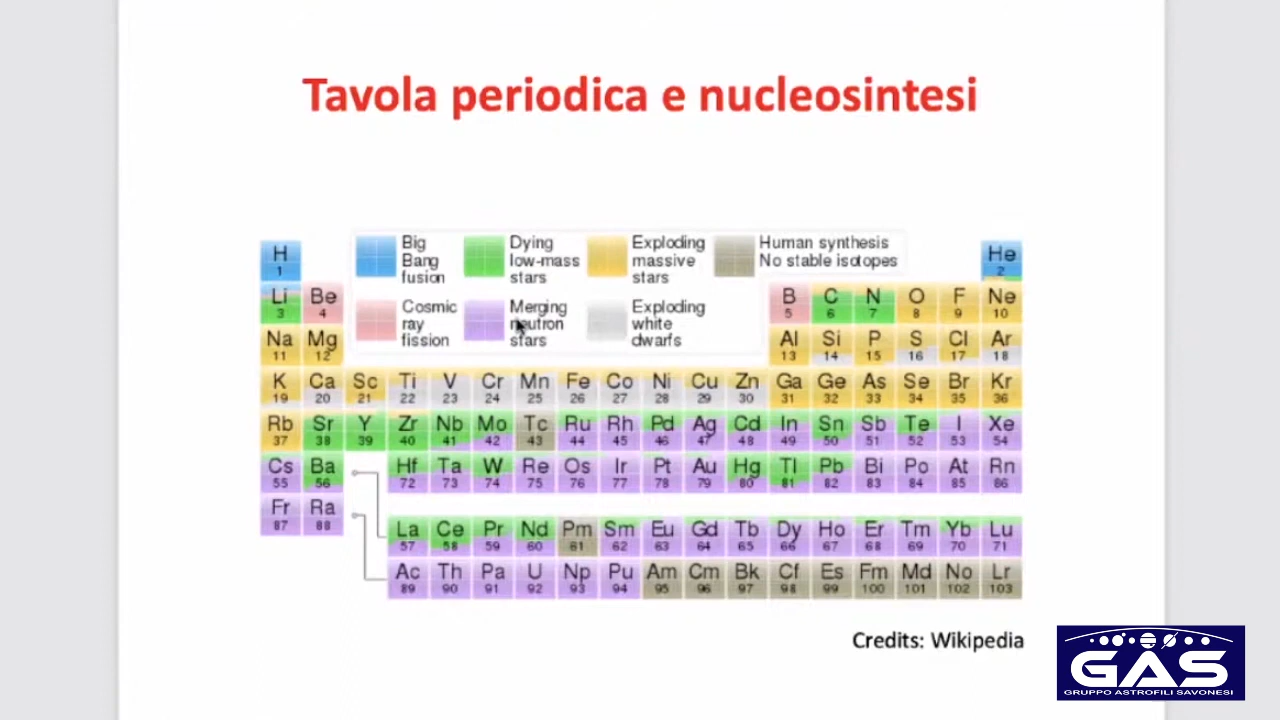 Tavola periodica e nucleosintesi
Big Bang fusion
Dying low-mass stars
Exploding massive stars
Human synthesis
No stable isotopes
Cosmic ray fission
Merging neutron stars
Exploding white dwarfs
H 1 He 2
Li 3 Be 4 B 5 C 6 N 7 O 8 F 9 Ne 10
Na 11 Mg 12 Al 13 Si 14 P 15 S 16 Cl 17 Ar 18
K 19 Ca 20 Sc 21 Ti 22 V 23 Cr 24 Mn 25 Fe 26 Co 27 Ni 28 Cu 29 Zn 30 Ga 31 Ge 32 As 33 Se 34 Br 35 Kr 36
Rb 37 Sr 38 Y 39 Zr 40 Nb 41 Mo 42 Tc 43 Ru 44 Rh 45 Pd 46 Ag 47 Cd 48 In 49 Sn 50 Sb 51 Te 52 I 53 Xe 54
Cs 55 Ba 56 Hf 72 Ta 73 W 74 Re 75 Os 76 Ir 77 Pt 78 Au 79 Hg 80 Tl 81 Pb 82 Bi 83 Po 84 At 85 Rn 86
Fr 87 Ra 88
La 57 Ce 58 Pr 59 Nd 60 Pm 61 Sm 62 Eu 63 Gd 64 Tb 65 Dy 66 Ho 67 Er 68 Tm 69 Yb 70 Lu 71
Ac 89 Th 90 Pa 91 U 92 Np 93 Pu 94 Am 95 Cm 96 Bk 97 Cf 98 Es 99 Fm 100 Md 101 No 102 Lr 103
Credits: Wikipedia
GAS
GRUPPO ASTROFILI SAVONESI